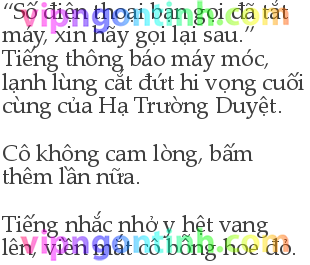 “Số điện thoại bạn gọi đã tắt
máy, xin hãy gọi lại sau.”
Tiếng thông báo máy móc,
lạnh lùng cắt đứt hi vọng cuối
cùng của Hạ Trường Duyệt.
Cô không cam lòng, bấm
thêm lần nữa.
Tiếng nhắc nhở y hệt vang
lên, viền mắt cô bỗng hoe đỏ.
vipngontinh.com
vipngontinh.com